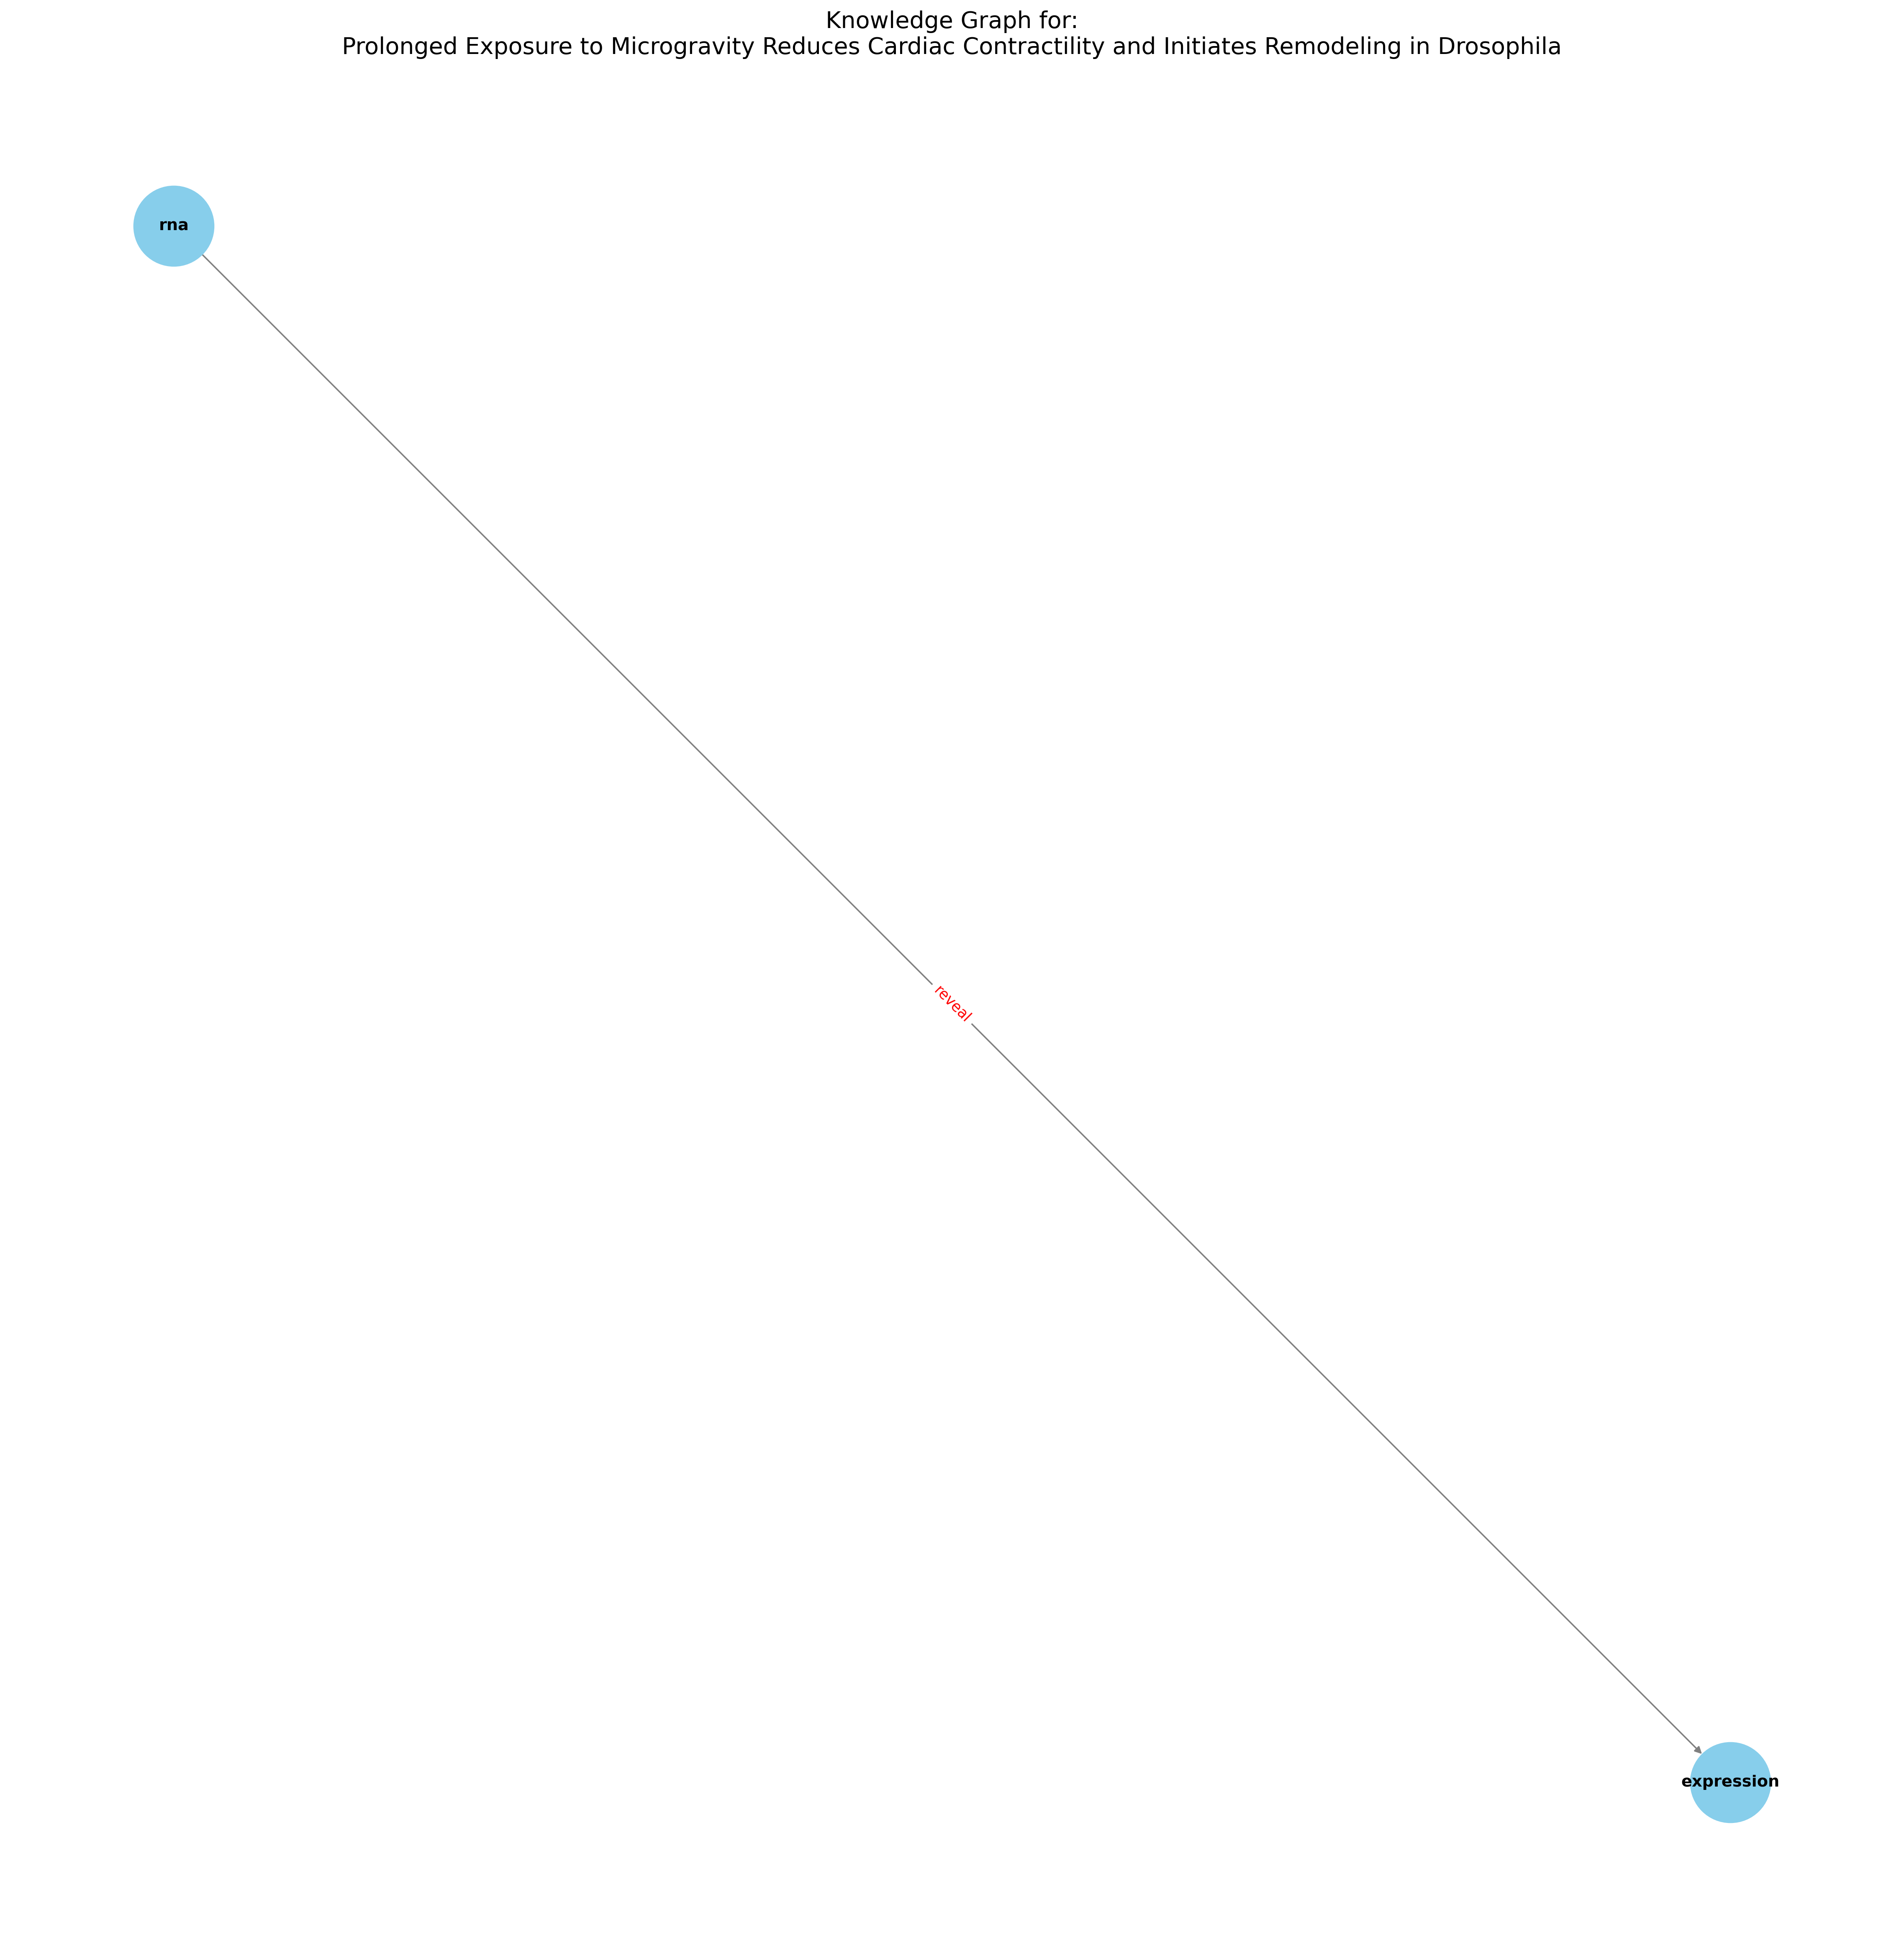 Knowledge Graph for:
Prolonged Exposure to Microgravity Reduces Cardiac Contractility and Initiates Remodeling in Drosophila
rna
reveal
expression